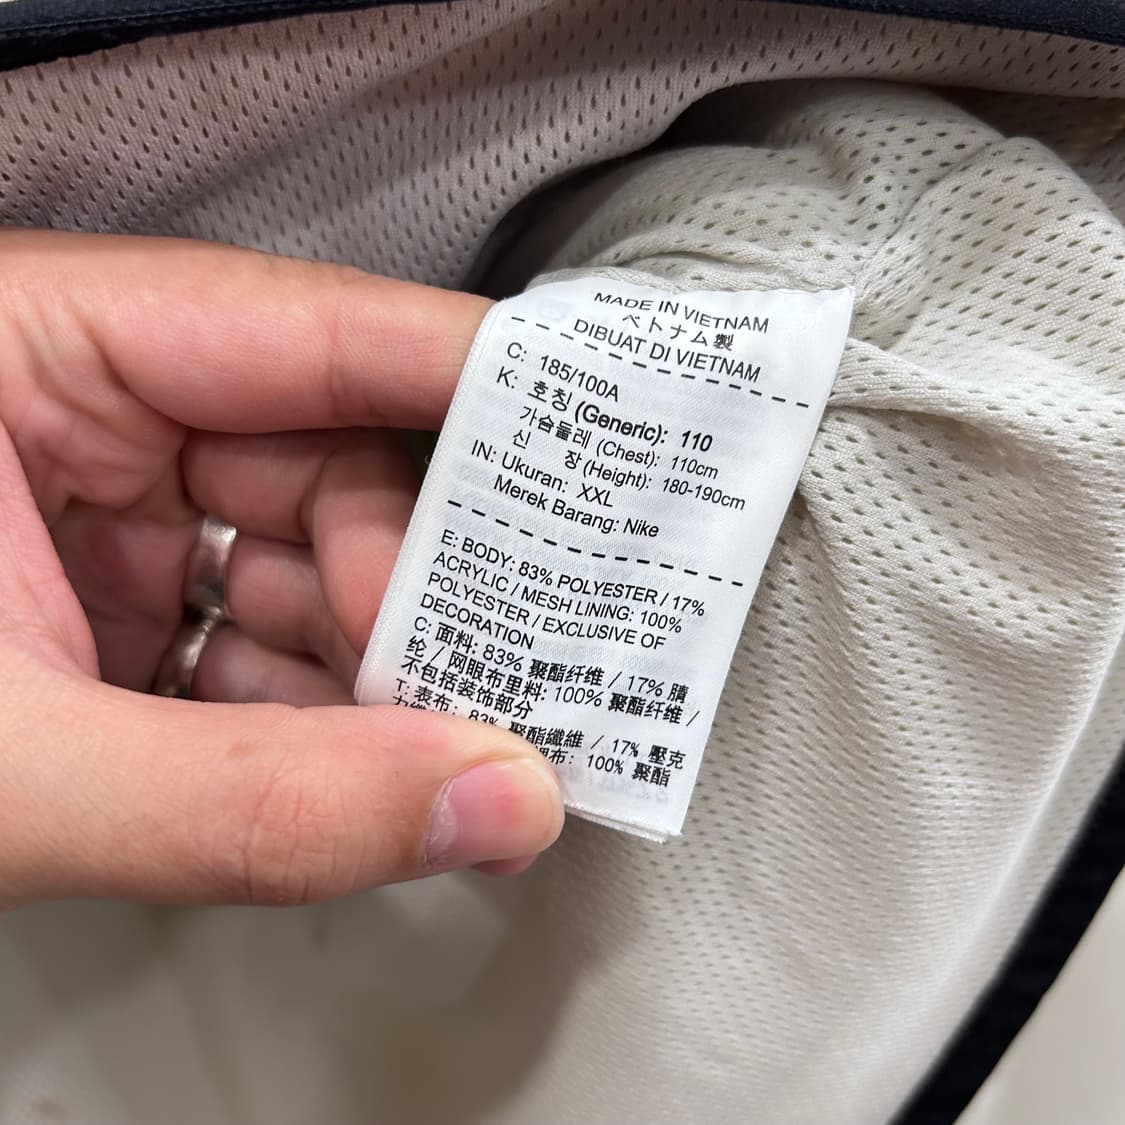 MADE IN VIETNAM
ベトナム製
DIBUAT DI VIETNAM
C: 185/100A
K: 호칭 (Generic): 110
가슴둘레 (Chest): 110cm
신 장 (Height): 180-190cm
IN: Ukuran: XXL
Merek Barang: Nike
E: BODY: 83% POLYESTER / 17%
ACRYLIC / MESH LINING: 100%
POLYESTER / EXCLUSIVE OF
DECORATION
C: 面料: 83% 聚酯纤维 / 17% 腈
纶 / 网眼布里料: 100% 聚酯纤维 /
不包括装饰部分
T: 表布: 83% 聚酯纖維 / 17% 壓克
布: 100% 聚酯